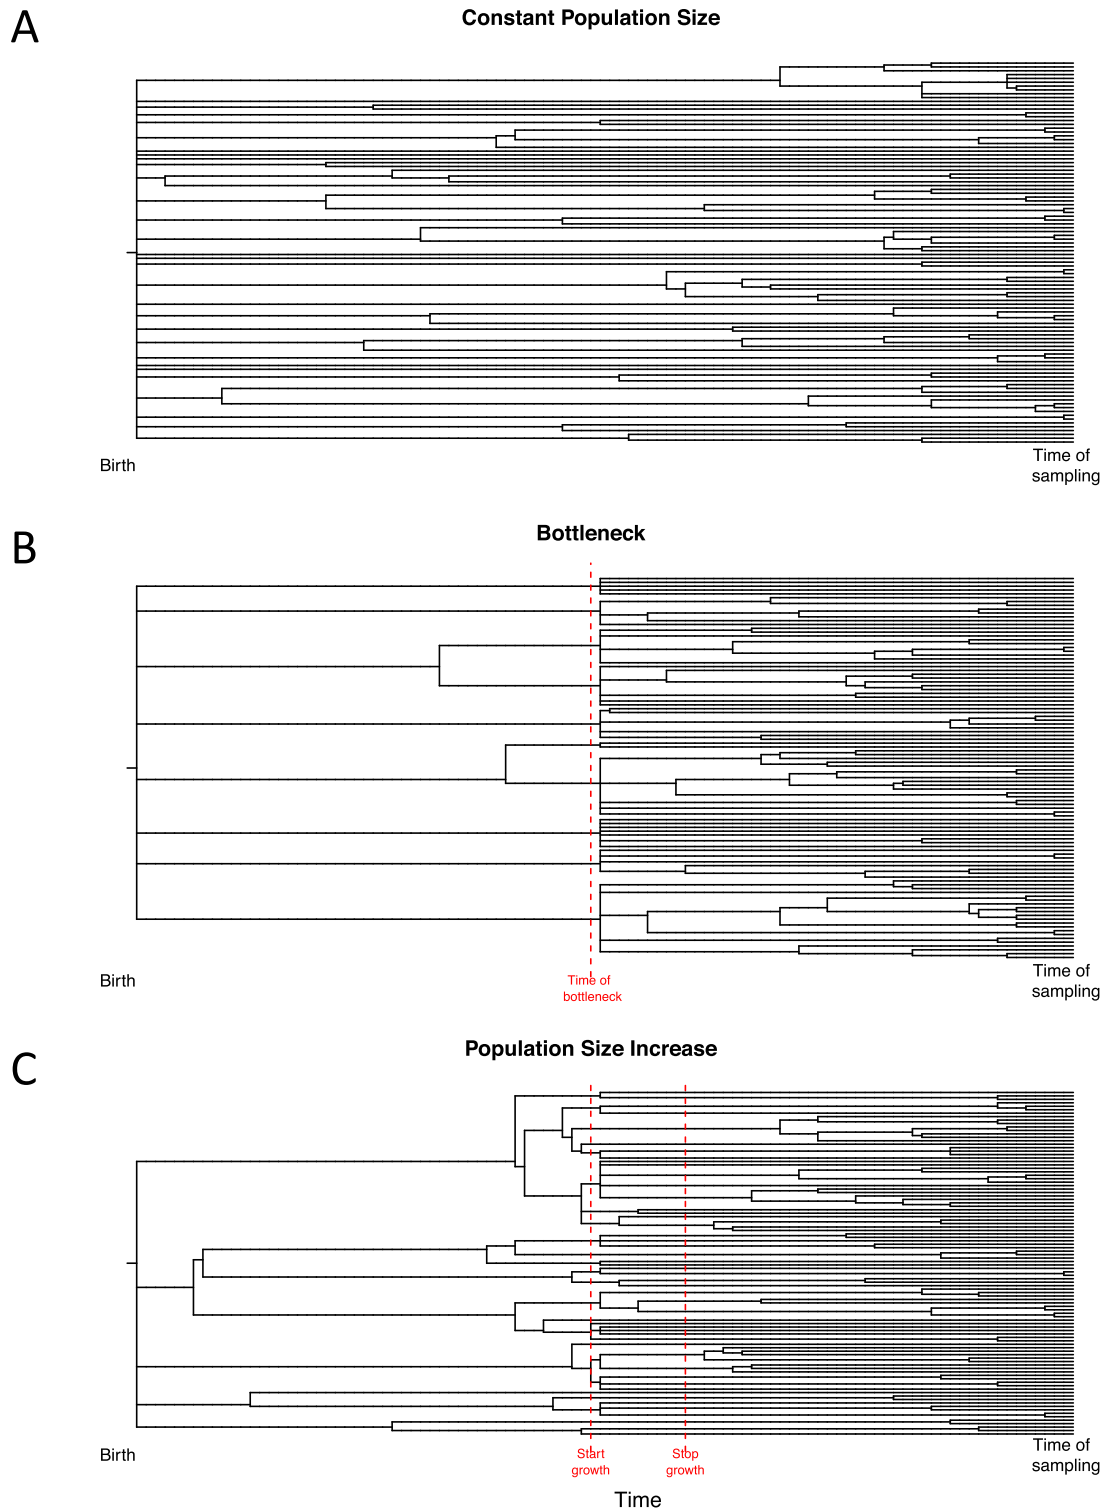 A
Constant Population Size
Birth
Time of
sampling
B
Bottleneck
Birth
Time of
bottleneck
Time of
sampling
C
Population Size Increase
Birth
Start
growth
Stop
growth
Time of
sampling
Time